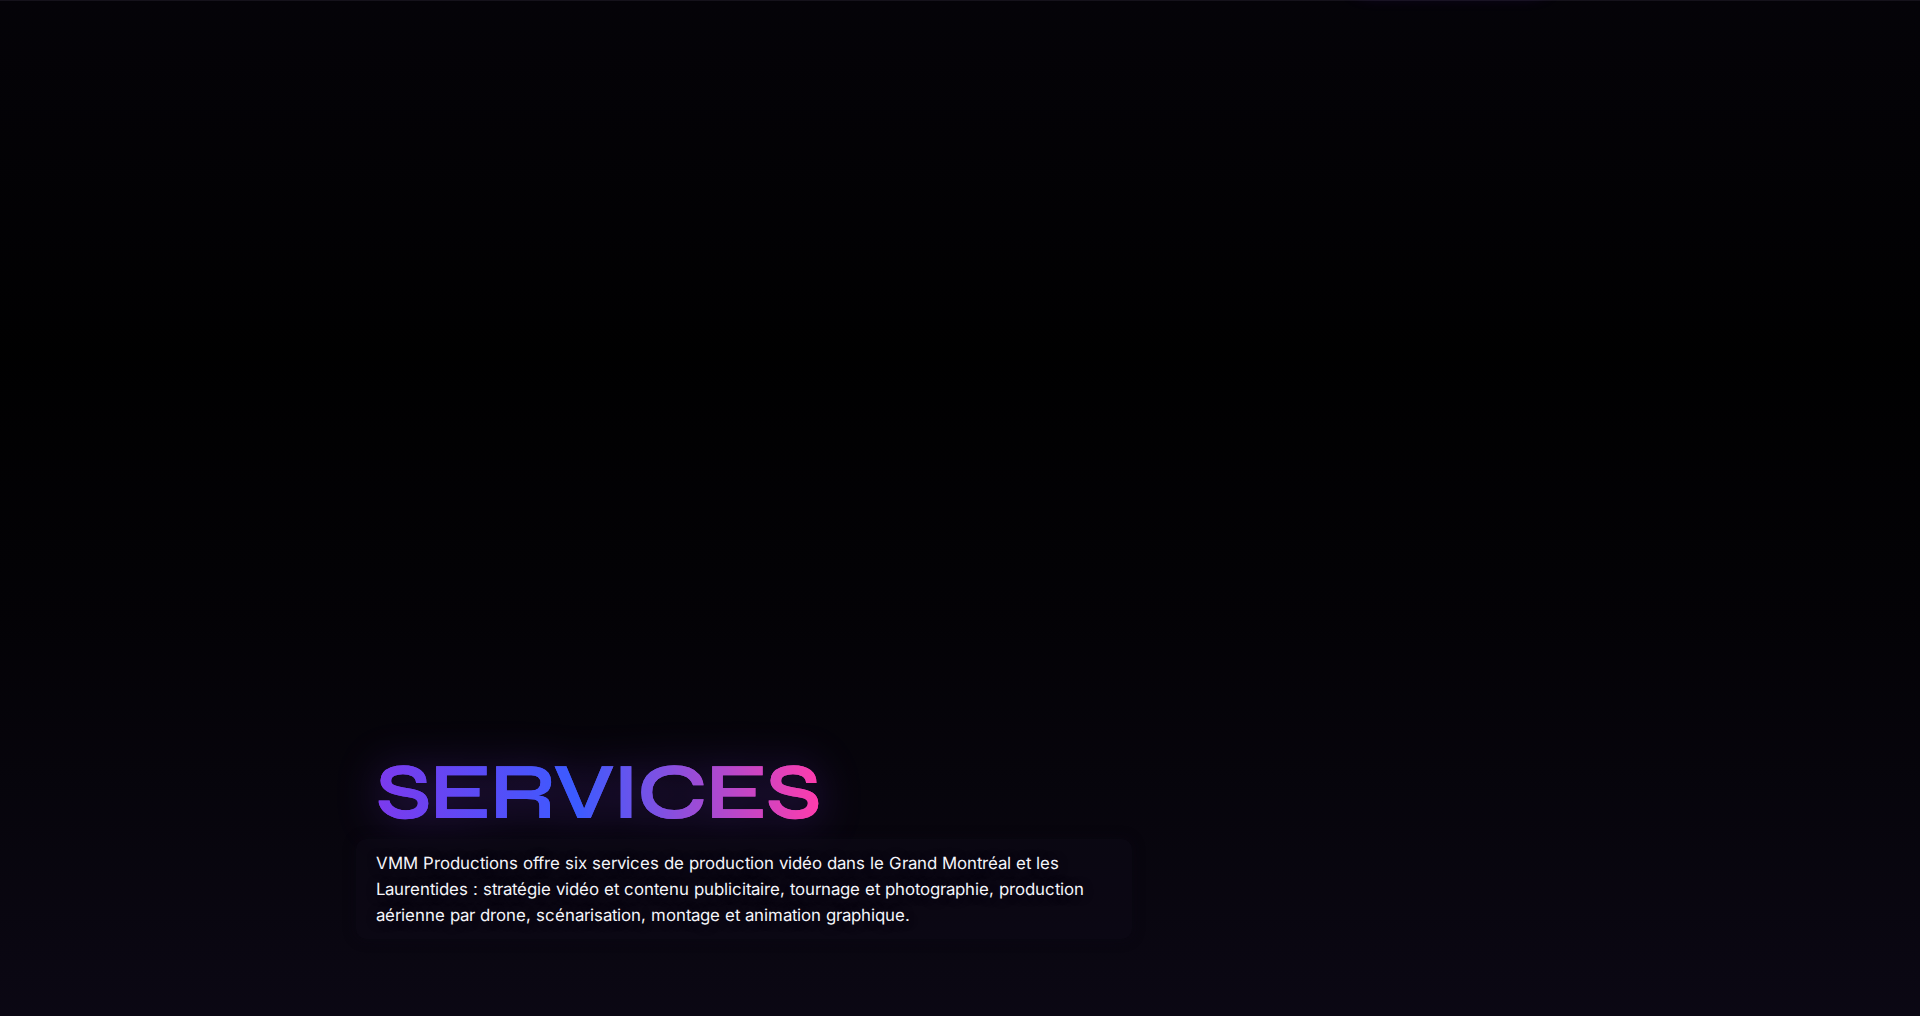 SERVICES
VMM Productions offre six services de production vidéo dans le Grand Montréal et les
Laurentides : stratégie vidéo et contenu publicitaire, tournage et photographie, production
aérienne par drone, scénarisation, montage et animation graphique.